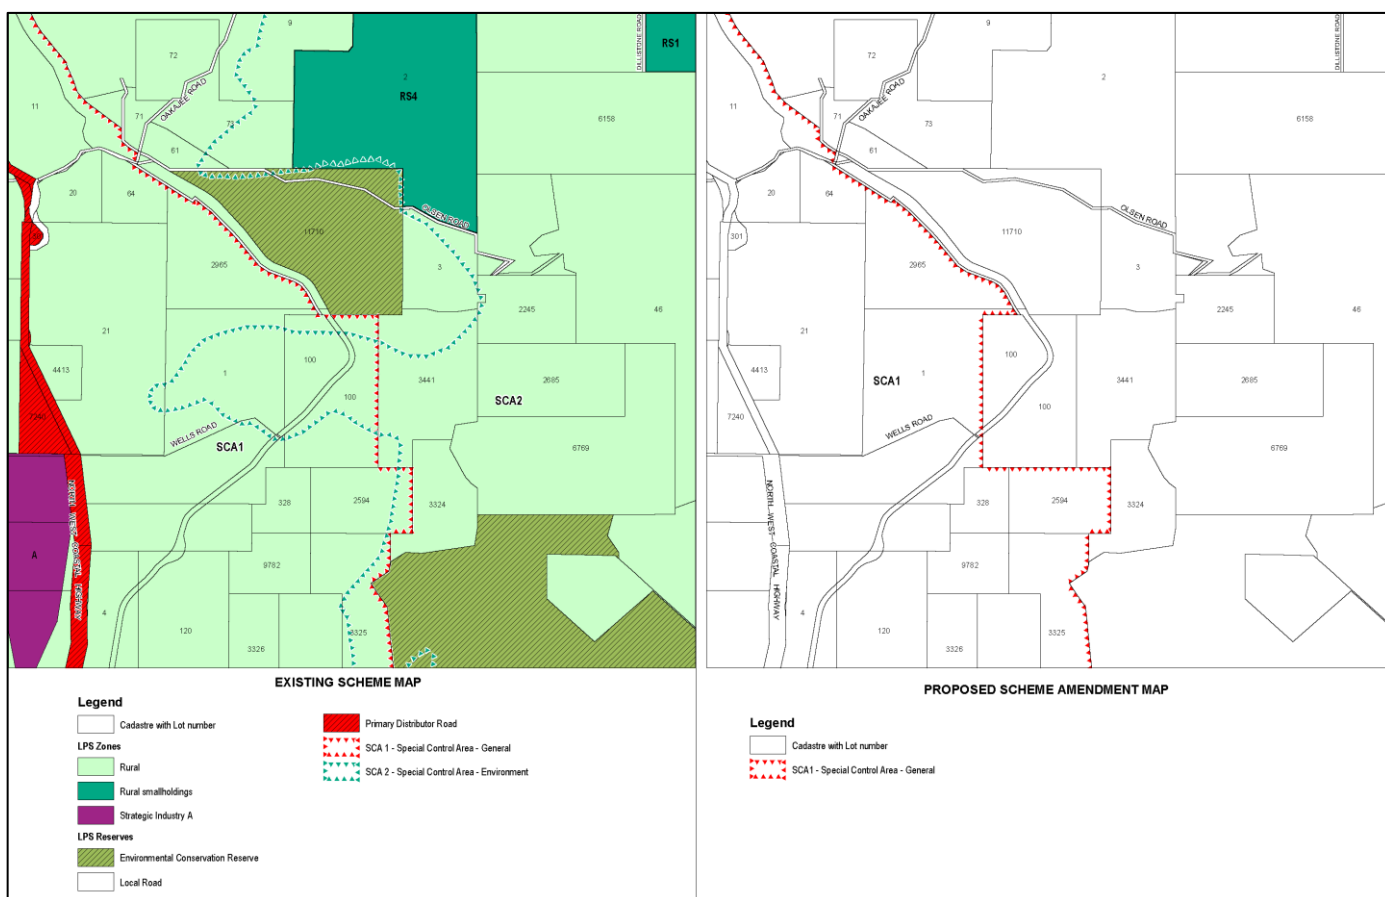 9
DILLISTONE ROAD
RS1
72
2
RS4
11
OAKAJEE ROAD
71
73
6158
61
20
64
OLSEN ROAD
11710
301
2965
3
2245
46
21
100
4413
1
3441
2685
100
SCA2
7240
WELLS ROAD
SCA1
6769
328
2594
3324
NORTH WEST COASTAL HIGHWAY
A
9782
4
120
3325
3326
EXISTING SCHEME MAP
Legend
Cadastre with Lot number
LPS Zones
Rural
Rural smallholdings
Strategic Industry A
LPS Reserves
Environmental Conservation Reserve
Local Road
Primary Distributor Road
SCA 1 - Special Control Area - General
SCA 2 - Special Control Area - Environment
9
DILLISTONE ROAD
72
2
11
OAKAJEE ROAD
71
73
6158
61
20
64
OLSEN ROAD
11710
301
2965
3
2245
46
21
100
4413
1
SCA1
3441
2685
100
7240
WELLS ROAD
6769
328
2594
3324
NORTH WEST COASTAL HIGHWAY
9782
4
120
3325
3326
PROPOSED SCHEME AMENDMENT MAP
Legend
Cadastre with Lot number
SCA1 - Special Control Area - General